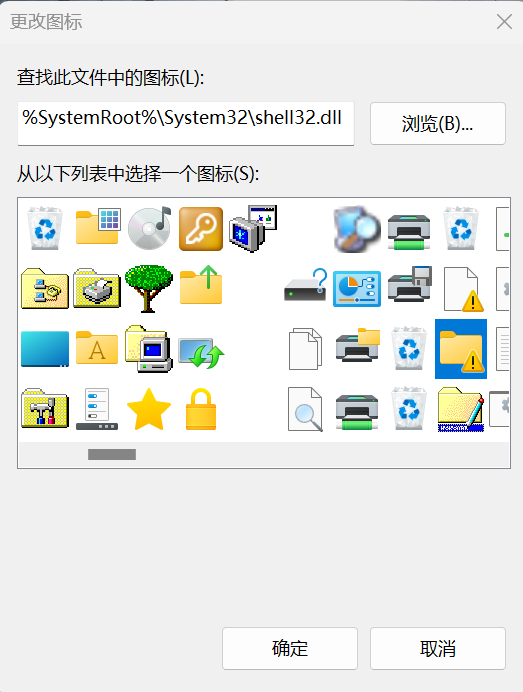 更改图标
查找此文件中的图标(L):
%SystemRoot%\System32\shell32.dll
浏览(B)...
从以下列表中选择一个图标(S):
A
确定
取消